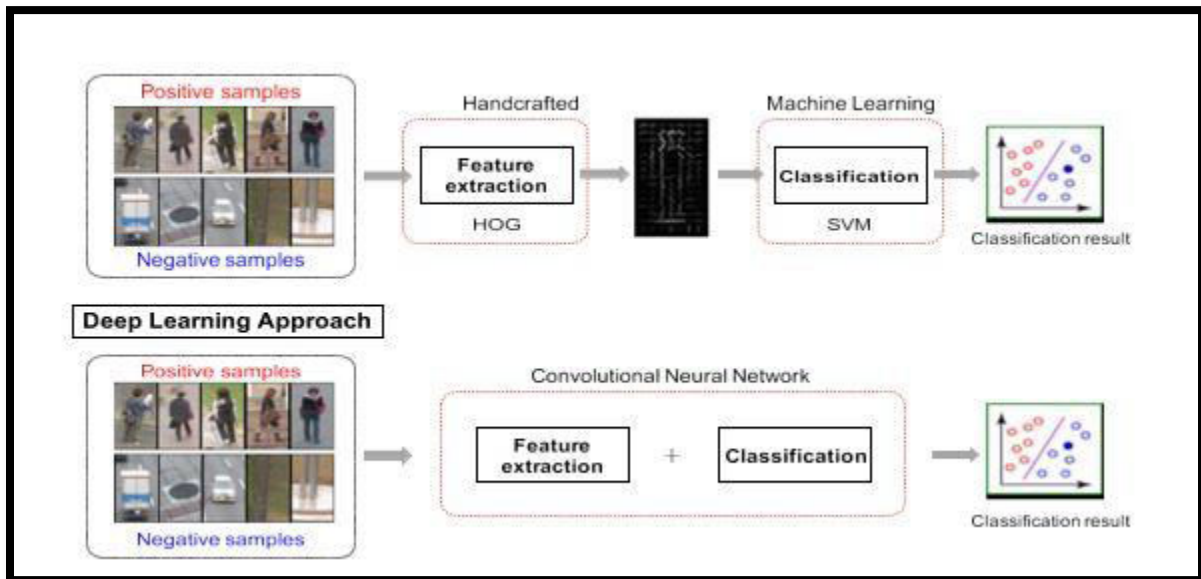 Positive samples
Negative samples
Handcrafted
Feature
extraction
HOG
Machine Learning
Classification
SVM
Classification result
Deep Learning Approach
Positive samples
Negative samples
Convolutional Neural Network
Feature
extraction
+
Classification
Classification result